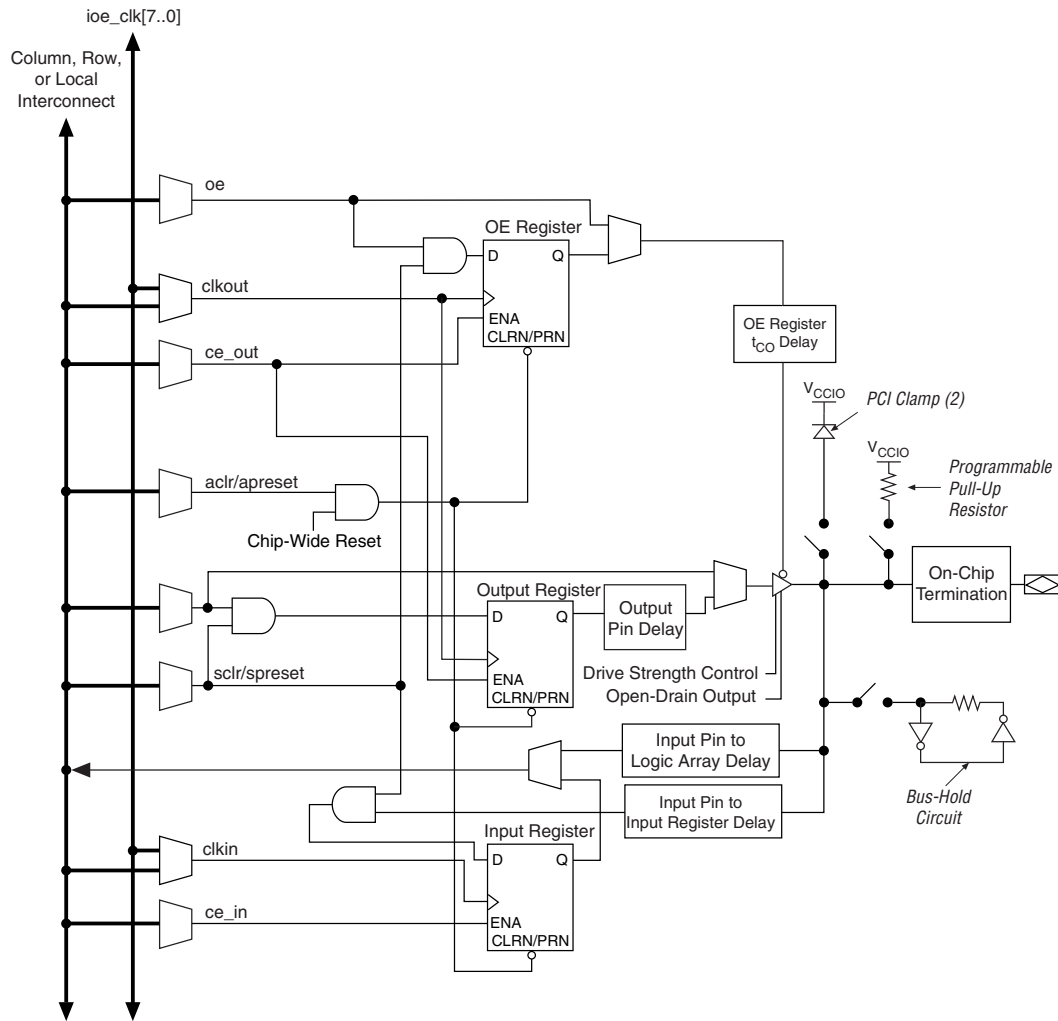 ioe_clk[7..0]
Column, Row,
or Local
Interconnect
oe
OE Register
D
Q
clkout
ENA
CLRN/PRN
OE Register
tCO Delay
ce_out
VCCIO
PCI Clamp (2)
VCCIO
Programmable
Pull-Up
Resistor
aclr/apreset
Chip-Wide Reset
On-Chip
Termination
Output Register
D
Q
Output
Pin Delay
ENA
CLRN/PRN
sclr/spreset
Drive Strength Control
Open-Drain Output
Input Pin to
Logic Array Delay
Input Pin to
Input Register Delay
Bus-Hold
Circuit
Input Register
D
Q
clkin
ENA
CLRN/PRN
ce_in